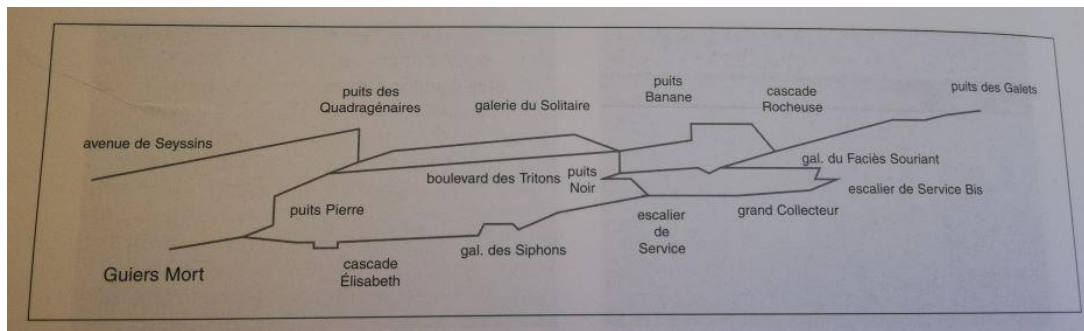 puits des
Quadragénaires
galerie du Solitaire
puits
Banane
cascade
Rocheuse
puits des Galets
avenue de Seyssins
boulevard des Tritons
puits
Noir
gal. du Faciès Souriant
escalier de Service Bis
puits Pierre
gal. des Siphons
escalier
de
Service
grand Collecteur
Guiers Mort
cascade
Élisabeth